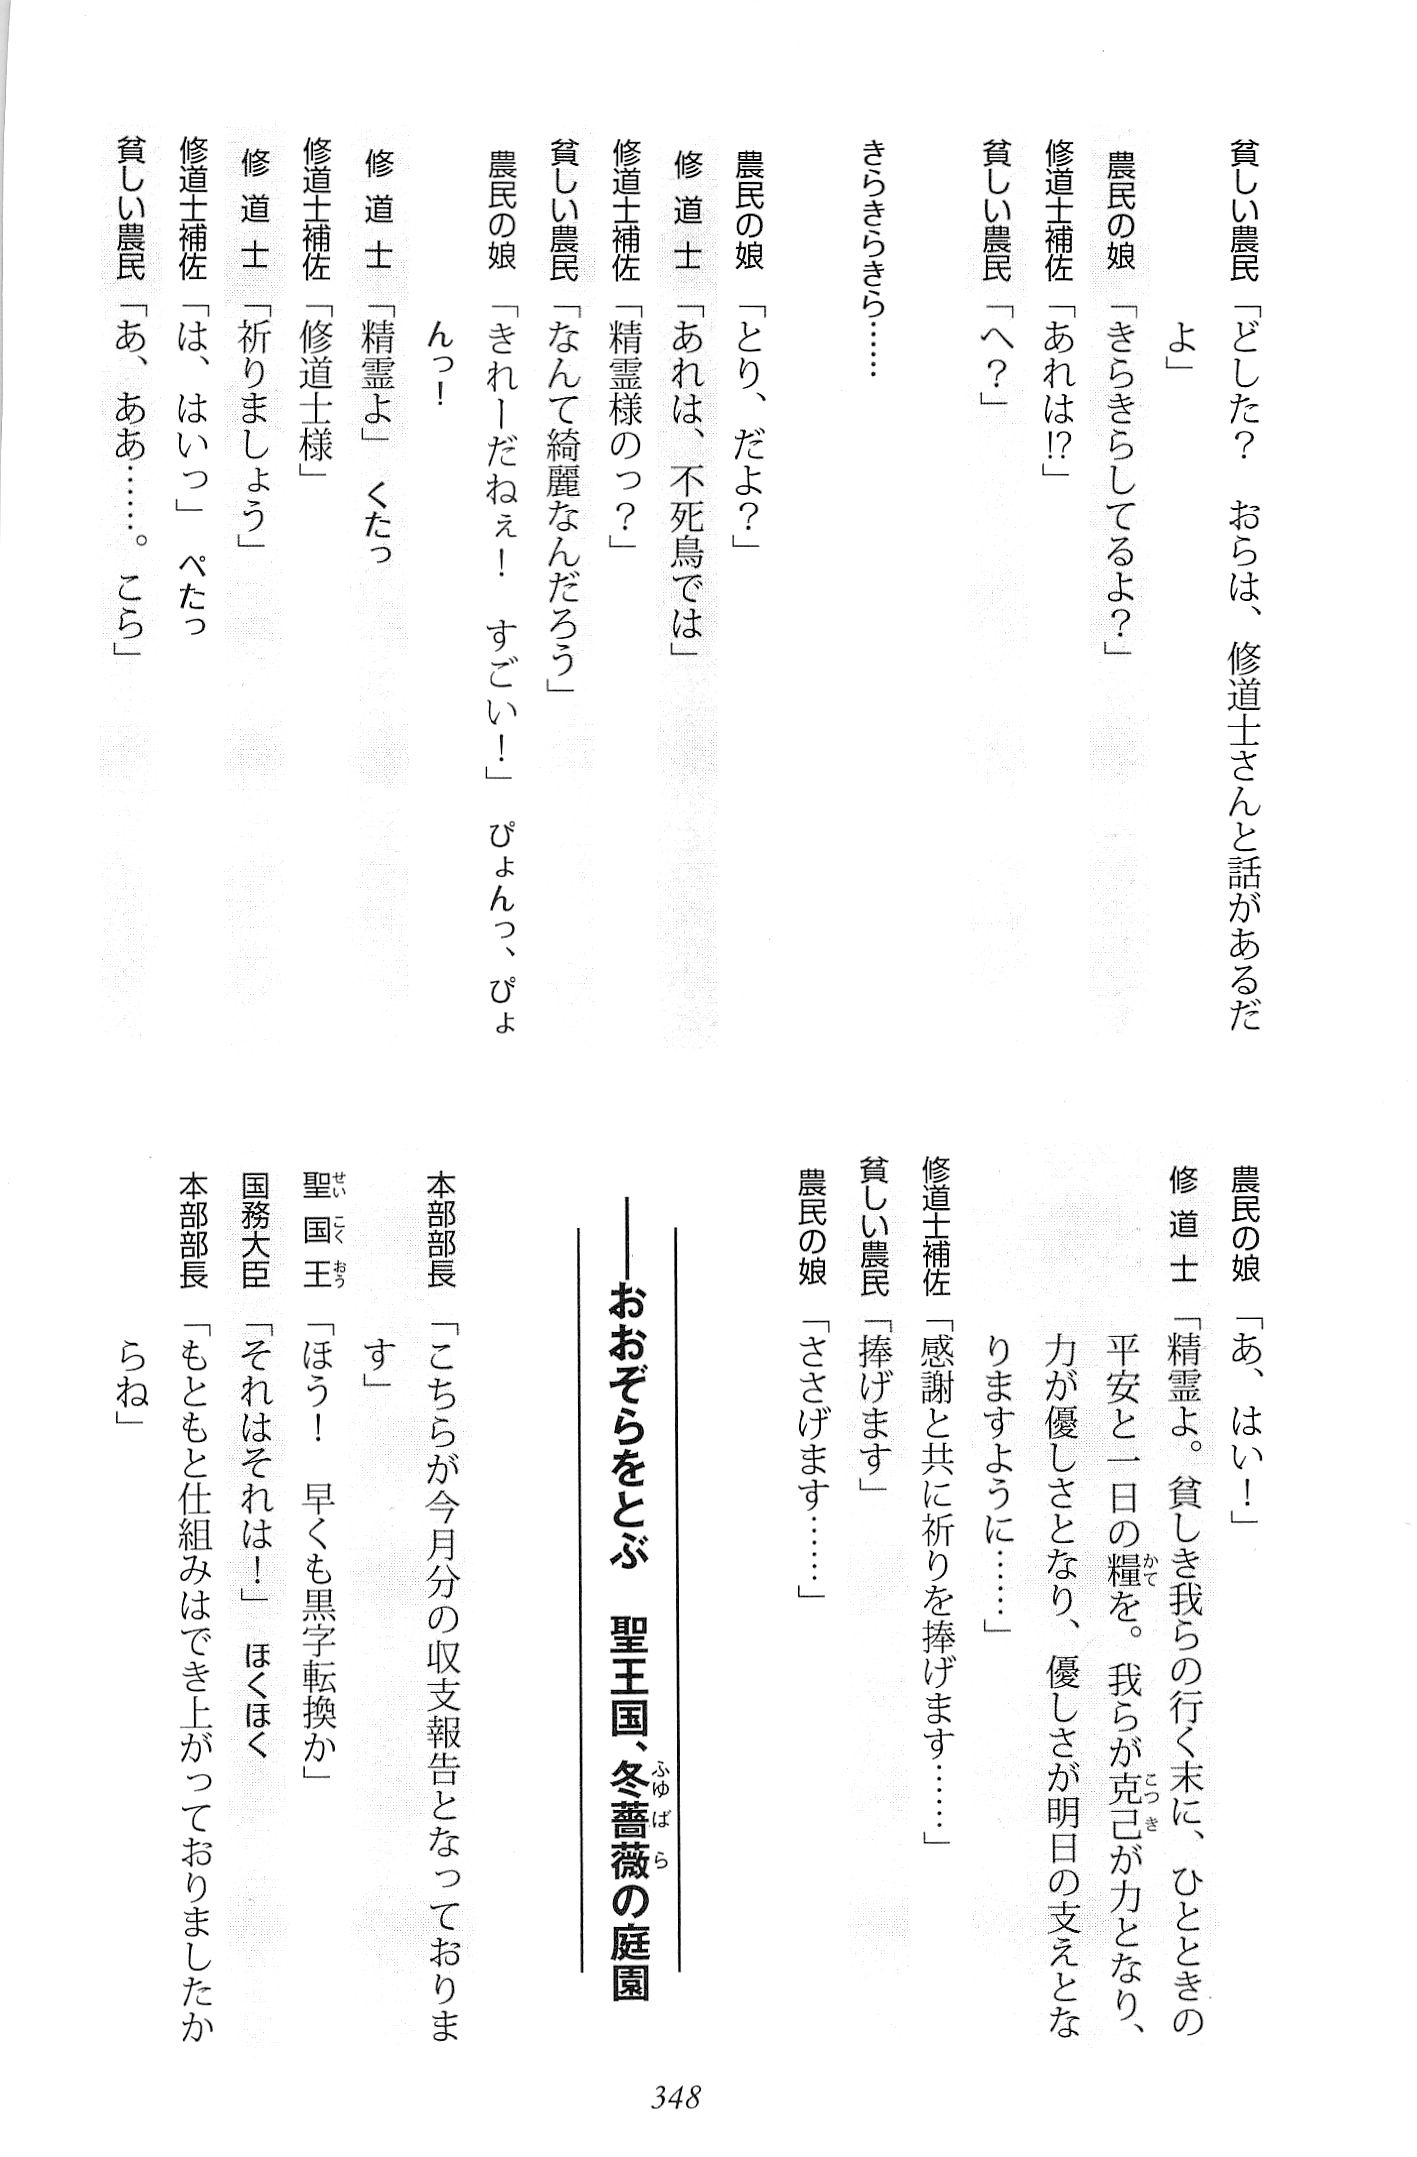 貧しい農民「どした？　おらは、修道士さんと話があるだ
よ」
農民の娘「きらきらしてるよ？」
修道士補佐「あれは!?」
貧しい農民「へ？」
きらきらきら……
農民の娘「とり、だよ？」
修道士「あれは、不死鳥では」
修道士補佐「精霊様のっ？」
貧しい農民「なんて綺麗なんだろう」
農民の娘「きれーだねぇ！　すごい！」　ぴょんっ、ぴょ
んっ！
修道士「精霊よ」　くたっ
修道士補佐「修道士様」
修道士「祈りましょう」
修道士補佐「は、はいっ」　ぺたっ
貧しい農民「あ、ああ……。こら」
農民の娘「あ、はい！」
修道士「精霊よ。貧しき我らの行く末に、ひとときの
平安と一日の糧を。我らが克己が力となり、
力が優しさとなり、優しさが明日の支えとな
りますように……」
修道士補佐「感謝と共に祈りを捧げます……」
貧しい農民「捧げます」
農民の娘「ささげます……」
――おおぞらをとぶ　聖王国、冬薔薇の庭園
本部部長「こちらが今月分の収支報告となっておりま
す」
聖国王「ほう！　早くも黒字転換か」
国務大臣「それはそれは！」　ほくほく
本部部長「もともと仕組みはでき上がっておりましたか
らね」
348